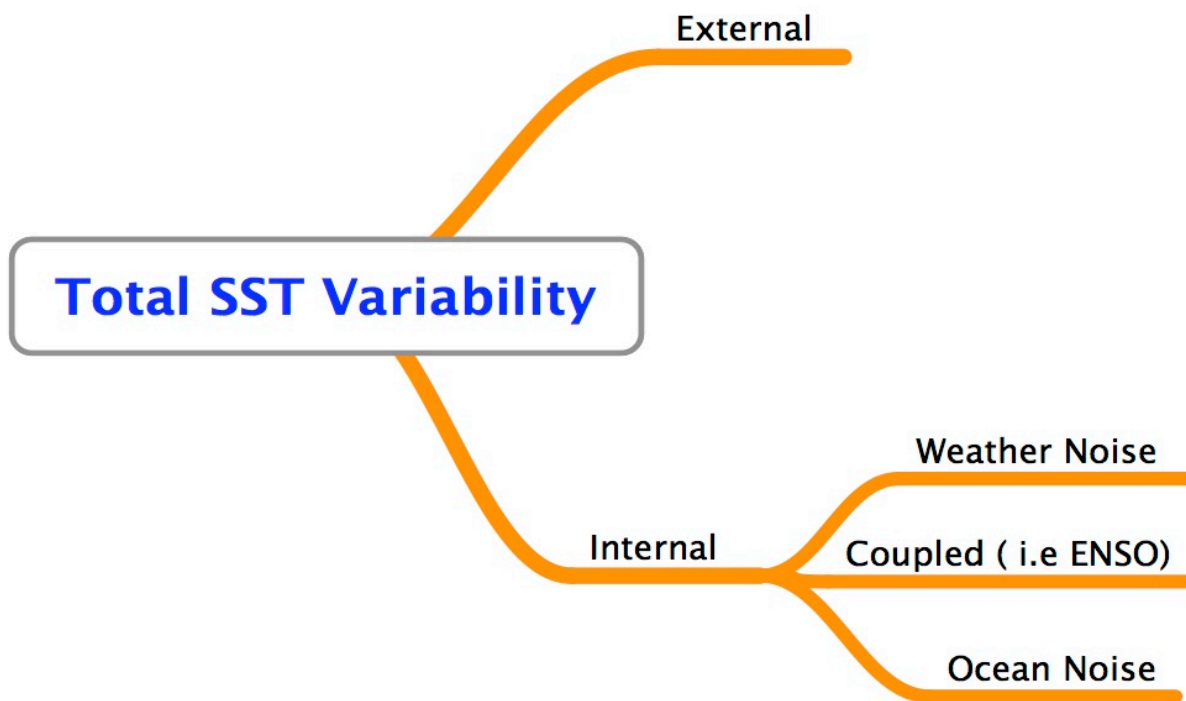 External
Total SST Variability
Weather Noise
Internal
Coupled ( i.e ENSO)
Ocean Noise